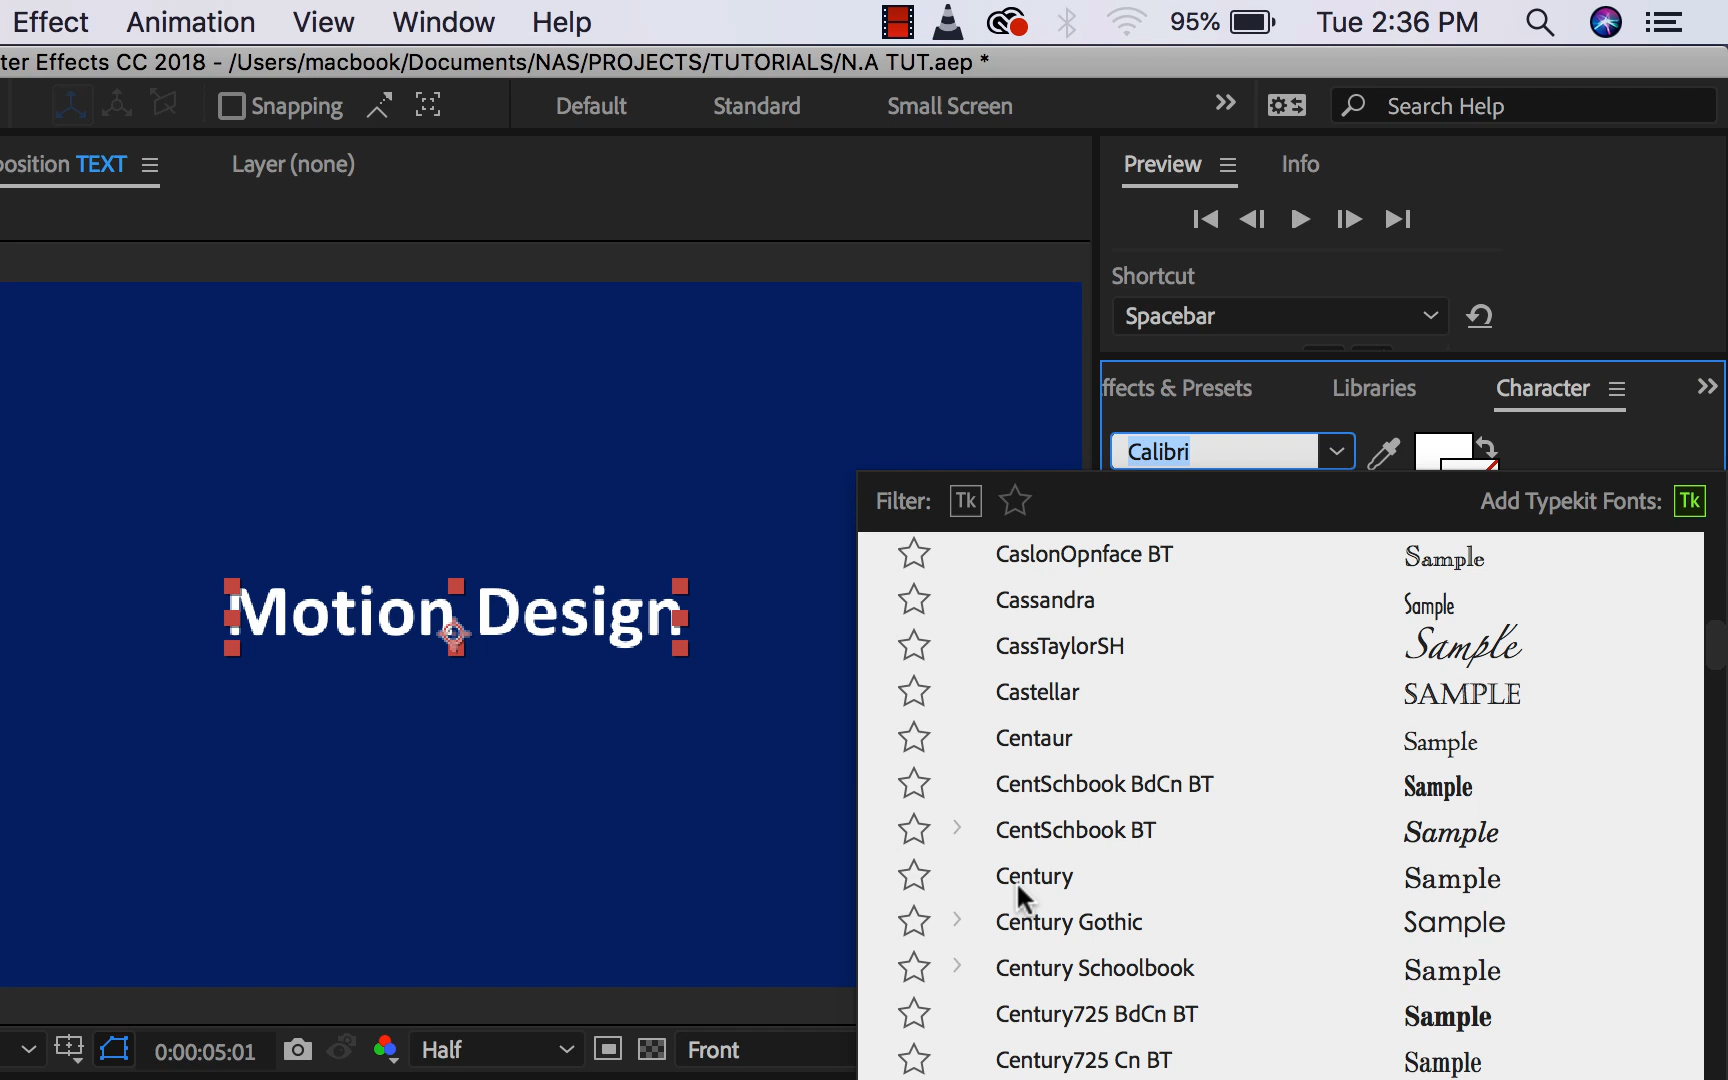 Effect Animation View Window Help 95% Tue 2:36 PM
ter Effects CC 2018 - /Users/macbook/Documents/NAS/PROJECTS/TUTORIALS/N.A TUT.aep *
Snapping Default Standard Small Screen Search Help
position TEXT Layer (none) Preview Info
Shortcut
Spacebar
ffects & Presets Libraries Character
Calibri
Filter: Tk Add Typekit Fonts: Tk
CaslonOpnface BT Sample
Cassandra Sample
CassTaylorSH Sample
Castellar SAMPLE
Centaur Sample
CentSchbook BdCn BT Sample
CentSchbook BT Sample
Century Sample
Century Gothic Sample
Century Schoolbook Sample
Century725 BdCn BT Sample
Century725 Cn BT Sample
Motion Design
0:00:05:01 Half Front